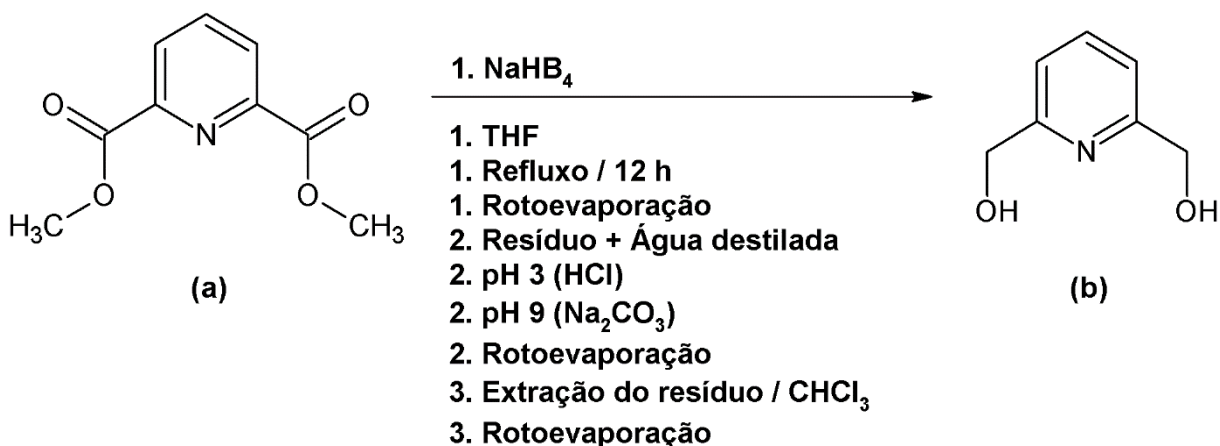 1. NaHB₄
1. THF
1. Refluxo / 12 h
1. Rotoevaporação
2. Resíduo + Água destilada
2. pH 3 (HCl)
2. pH 9 (Na₂CO₃)
2. Rotoevaporação
3. Extração do resíduo / CHCl₃
3. Rotoevaporação
O
N
O
O
O
H₃C
CH₃
(a)
N
OH
OH
(b)